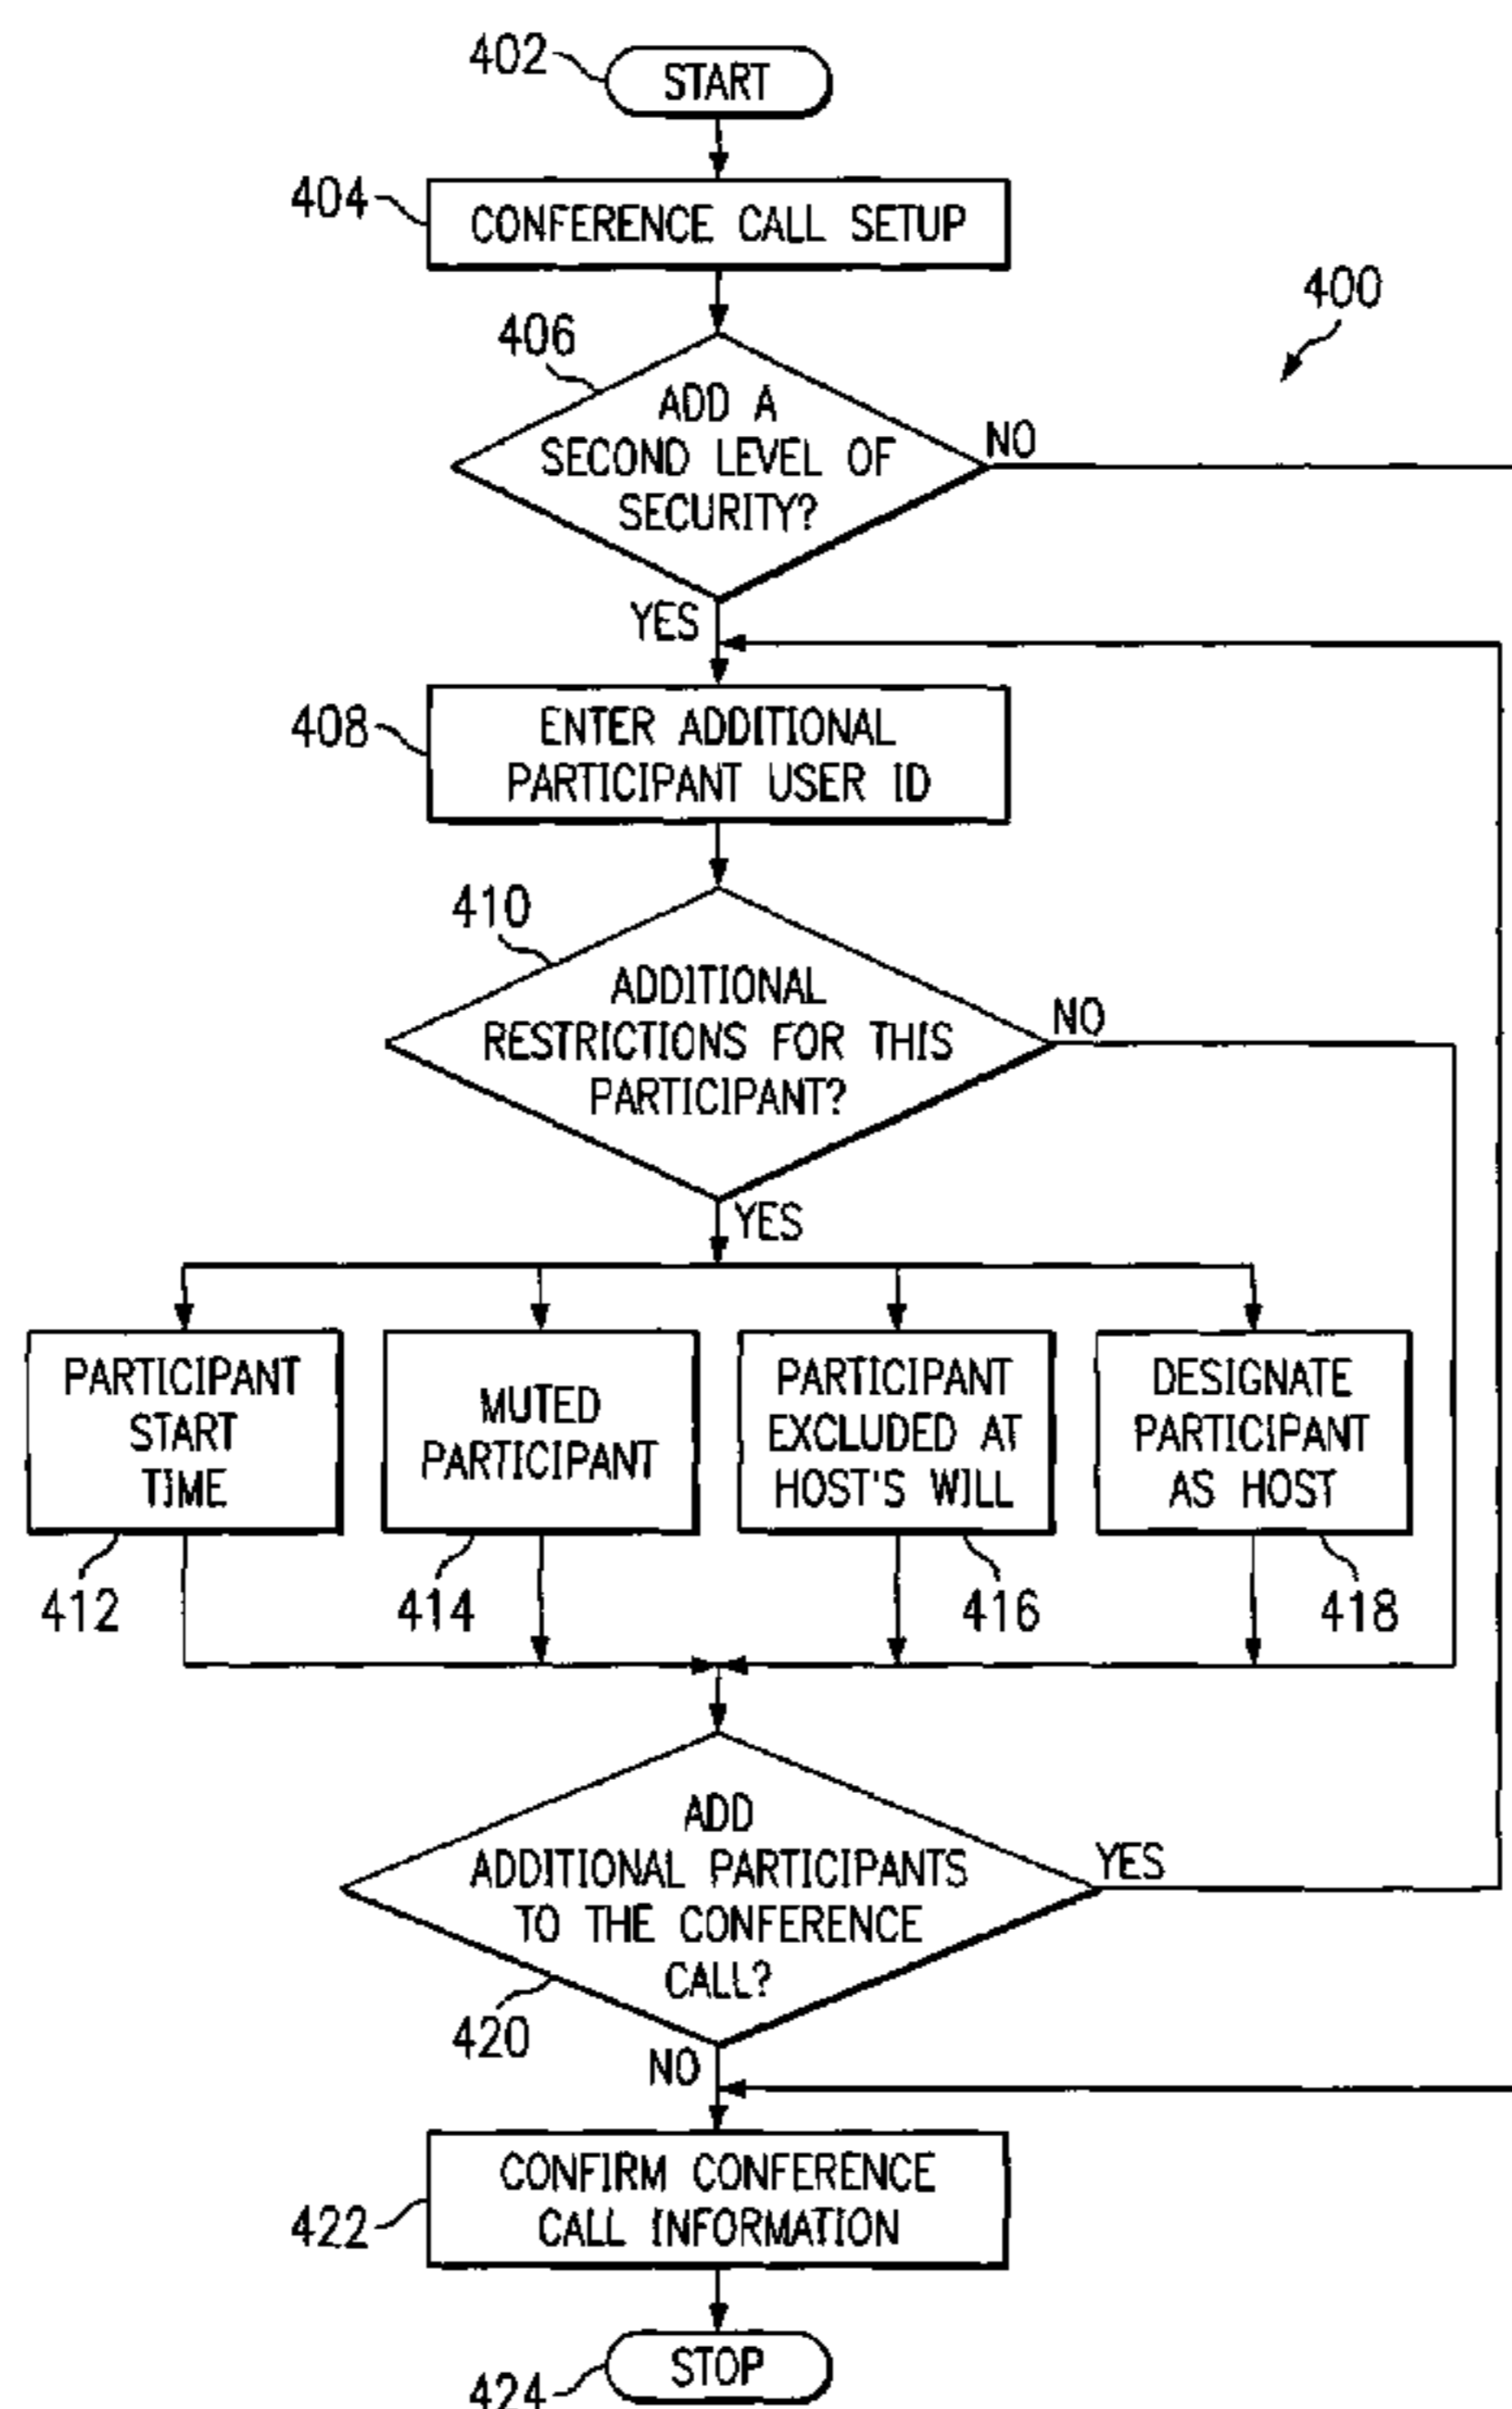 402
START
404
CONFERENCE CALL SETUP
400
406
ADD A
SECOND LEVEL OF
SECURITY?
NO
YES
408
ENTER ADDITIONAL
PARTICIPANT USER ID
410
ADDITIONAL
RESTRICTIONS FOR THIS
PARTICIPANT?
NO
YES
PARTICIPANT
START
TIME
MUTED
PARTICIPANT
PARTICIPANT
EXCLUDED AT
HOST'S WILL
DESIGNATE
PARTICIPANT
AS HOST
412
414
416
418
ADD
ADDITIONAL PARTICIPANTS
TO THE CONFERENCE
CALL?
YES
420
NO
CONFIRM CONFERENCE
CALL INFORMATION
422
STOP
424